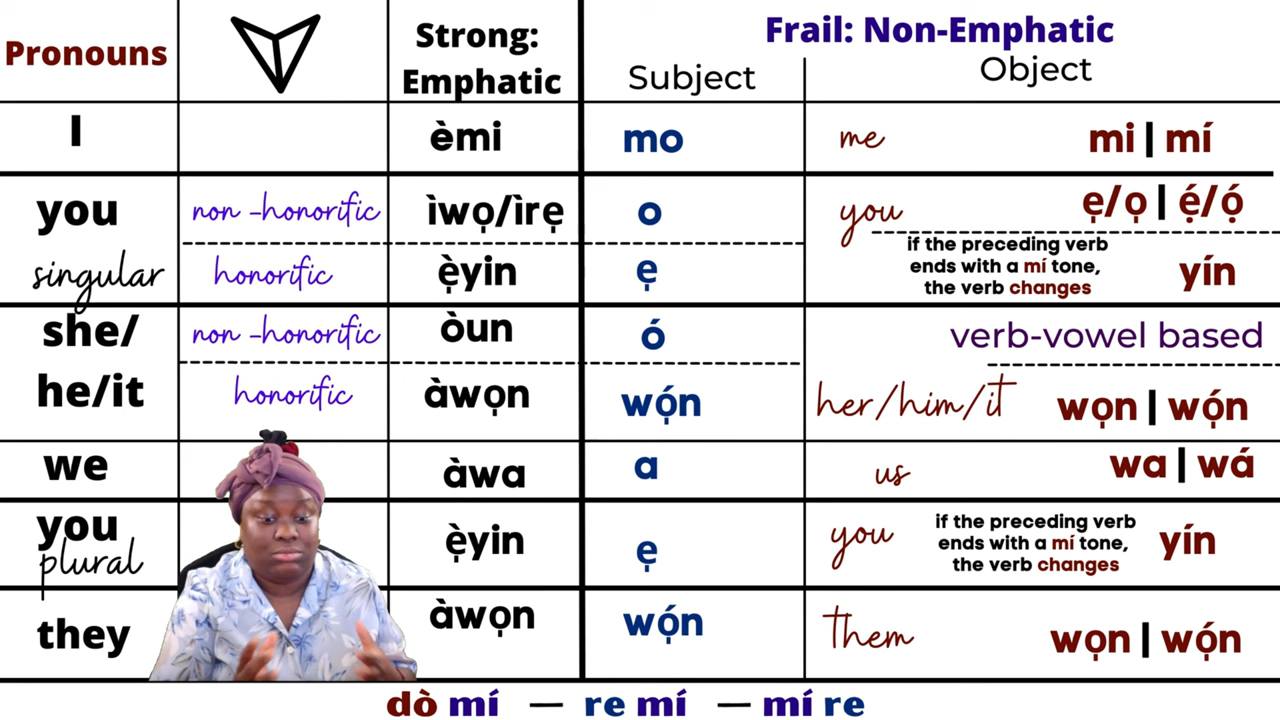 Pronouns
Strong:
Emphatic
Frail: Non-Emphatic
Subject
Object
I
èmi
mo
me
mi | mí
you
singular
non-honorific
ìwọ/ìrẹ
o
you
ẹ/ọ | ẹ́/ọ́
honorific
ẹ̀yin
ẹ
if the preceding verb
ends with a mí tone,
the verb changes
yín
she/
he/it
non-honorific
òun
ó
verb-vowel based
honorific
àwọn
wọ́n
her/him/it
wọn | wọ́n
we
àwa
a
us
wa | wá
you
plural
ẹ̀yin
ẹ
you
if the preceding verb
ends with a mí tone,
the verb changes
yín
they
àwọn
wọ́n
them
wọn | wọ́n
dò mí — re mí — mí re